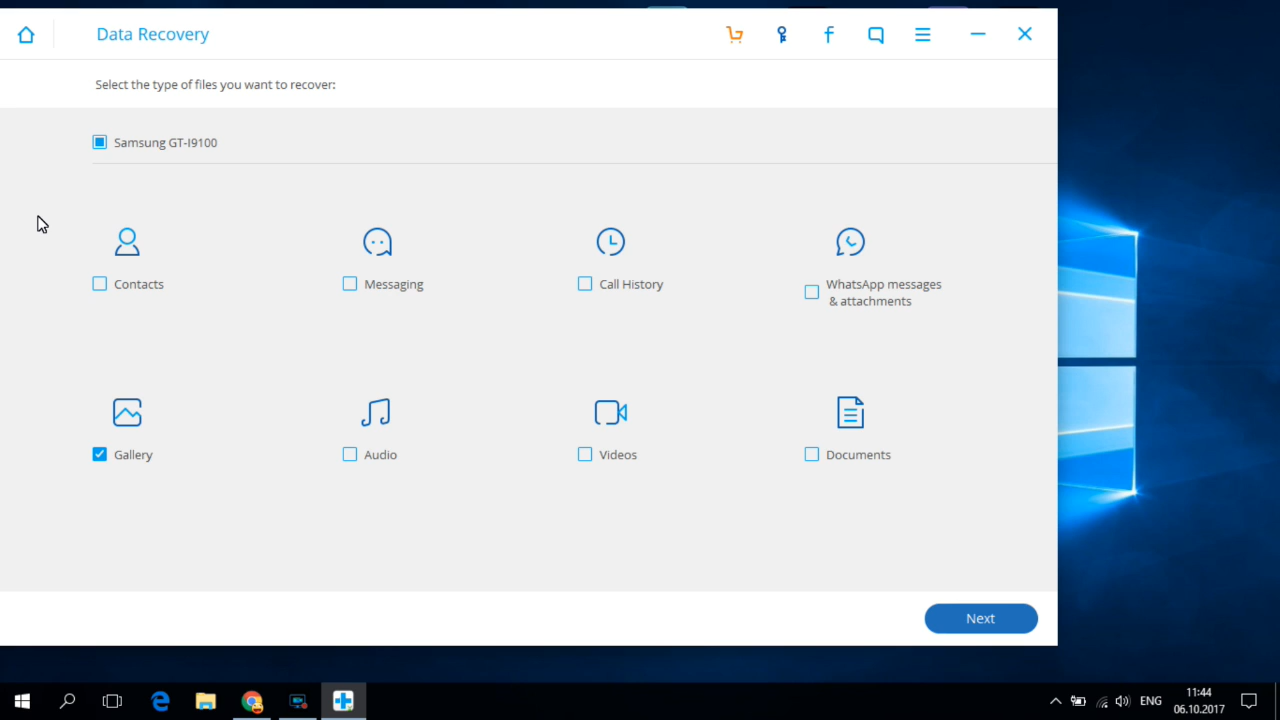 Data Recovery
Select the type of files you want to recover:
Samsung GT-I9100
Contacts
Messaging
Call History
WhatsApp messages
& attachments
Gallery
Audio
Videos
Documents
Next
ENG
11:44
06.10.2017